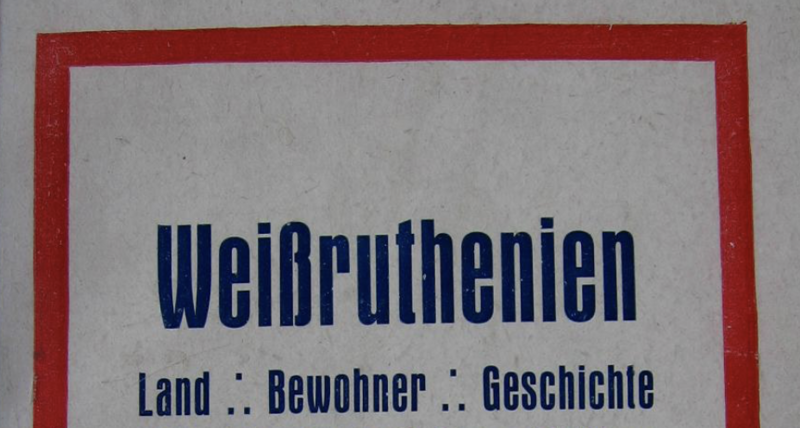 Weißruthenien
Land ∴ Bewohner ∴ Geschichte